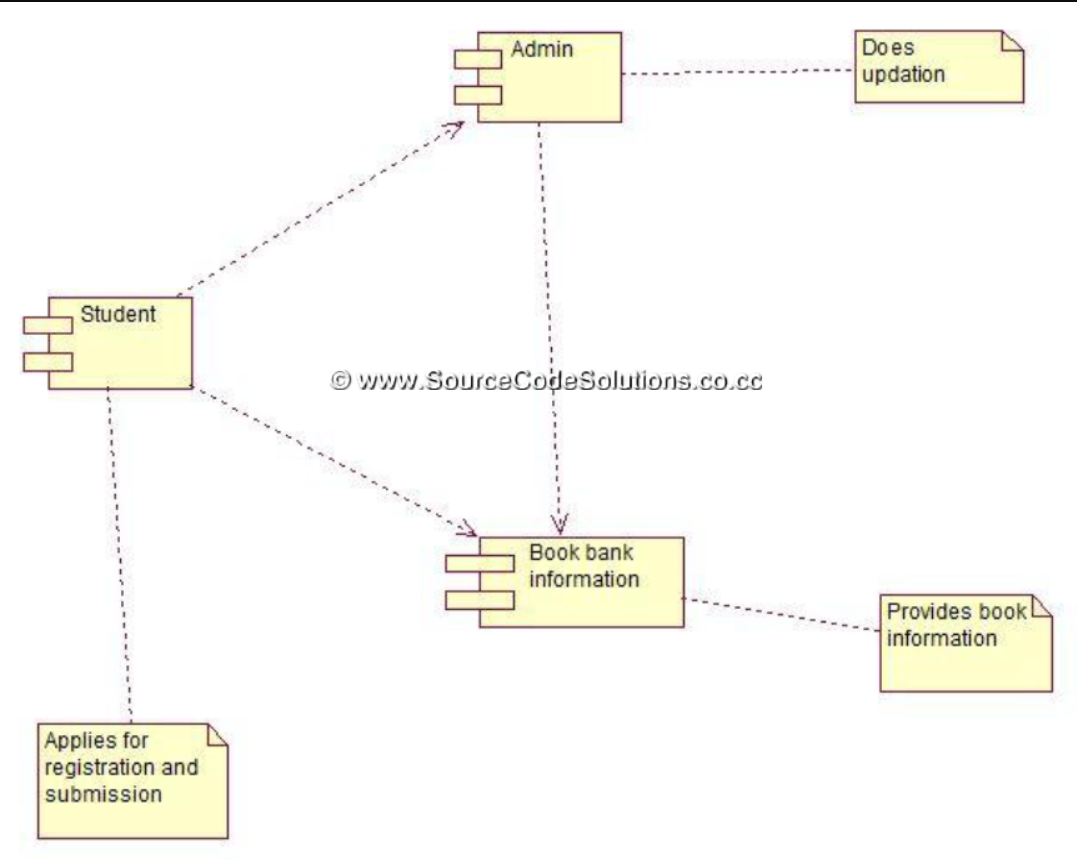 Admin
Does
updation
Student
© www.SourceCodeSolutions.co.cc
Book bank
information
Provides book
information
Applies for
registration and
submission